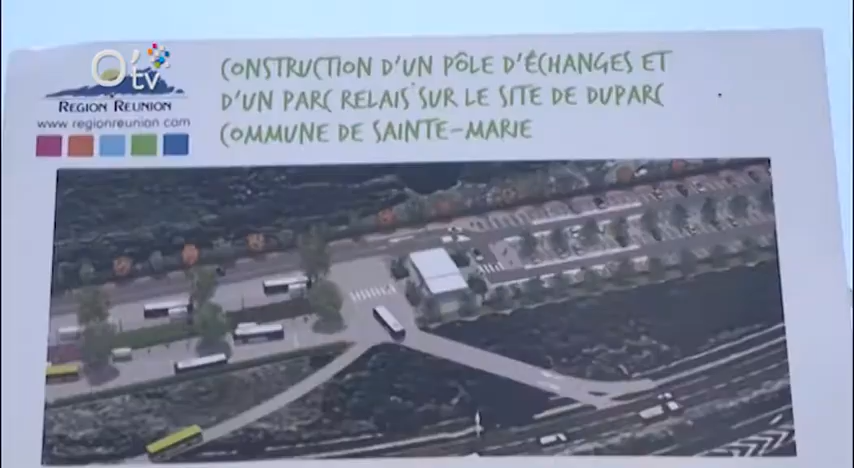 O'tv
CONSTRUCTION D'UN PÔLE D'ÉCHANGES ET
D'UN PARC RELAIS SUR LE SITE DE DUPARC
COMMUNE DE SAINTE-MARIE
REGION REUNION
www.regionreunion.com